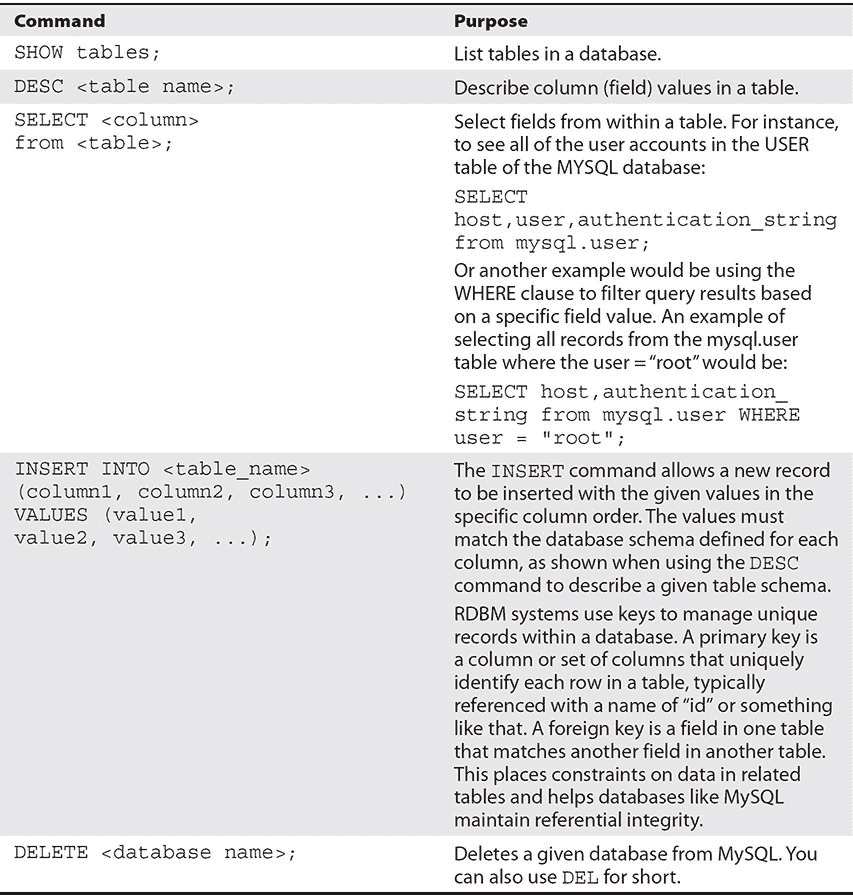 Command Purpose
SHOW tables; List tables in a database.
DESC <table name>; Describe column (field) values in a table.
SELECT <column>
from <table>;
Select fields from within a table. For instance,
to see all of the user accounts in the USER
table of the MYSQL database:
SELECT
host,user,authentication_string
from mysql.user;
Or another example would be using the
WHERE clause to filter query results based
on a specific field value. An example of
selecting all records from the mysql.user
table where the user = “root” would be:
SELECT host,authentication_
string from mysql.user WHERE
user = "root";
INSERT INTO <table_name>
(column1, column2, column3, ...)
VALUES (value1,
value2, value3, ...);
The INSERT command allows a new record
to be inserted with the given values in the
specific column order. The values must
match the database schema defined for each
column, as shown when using the DESC
command to describe a given table schema.
RDBM systems use keys to manage unique
records within a database. A primary key is
a column or set of columns that uniquely
identify each row in a table, typically
referenced with a name of “id” or something
like that. A foreign key is a field in one table
that matches another field in another table.
This places constraints on data in related
tables and helps databases like MySQL
maintain referential integrity.
DELETE <database name>; Deletes a given database from MySQL. You
can also use DEL for short.